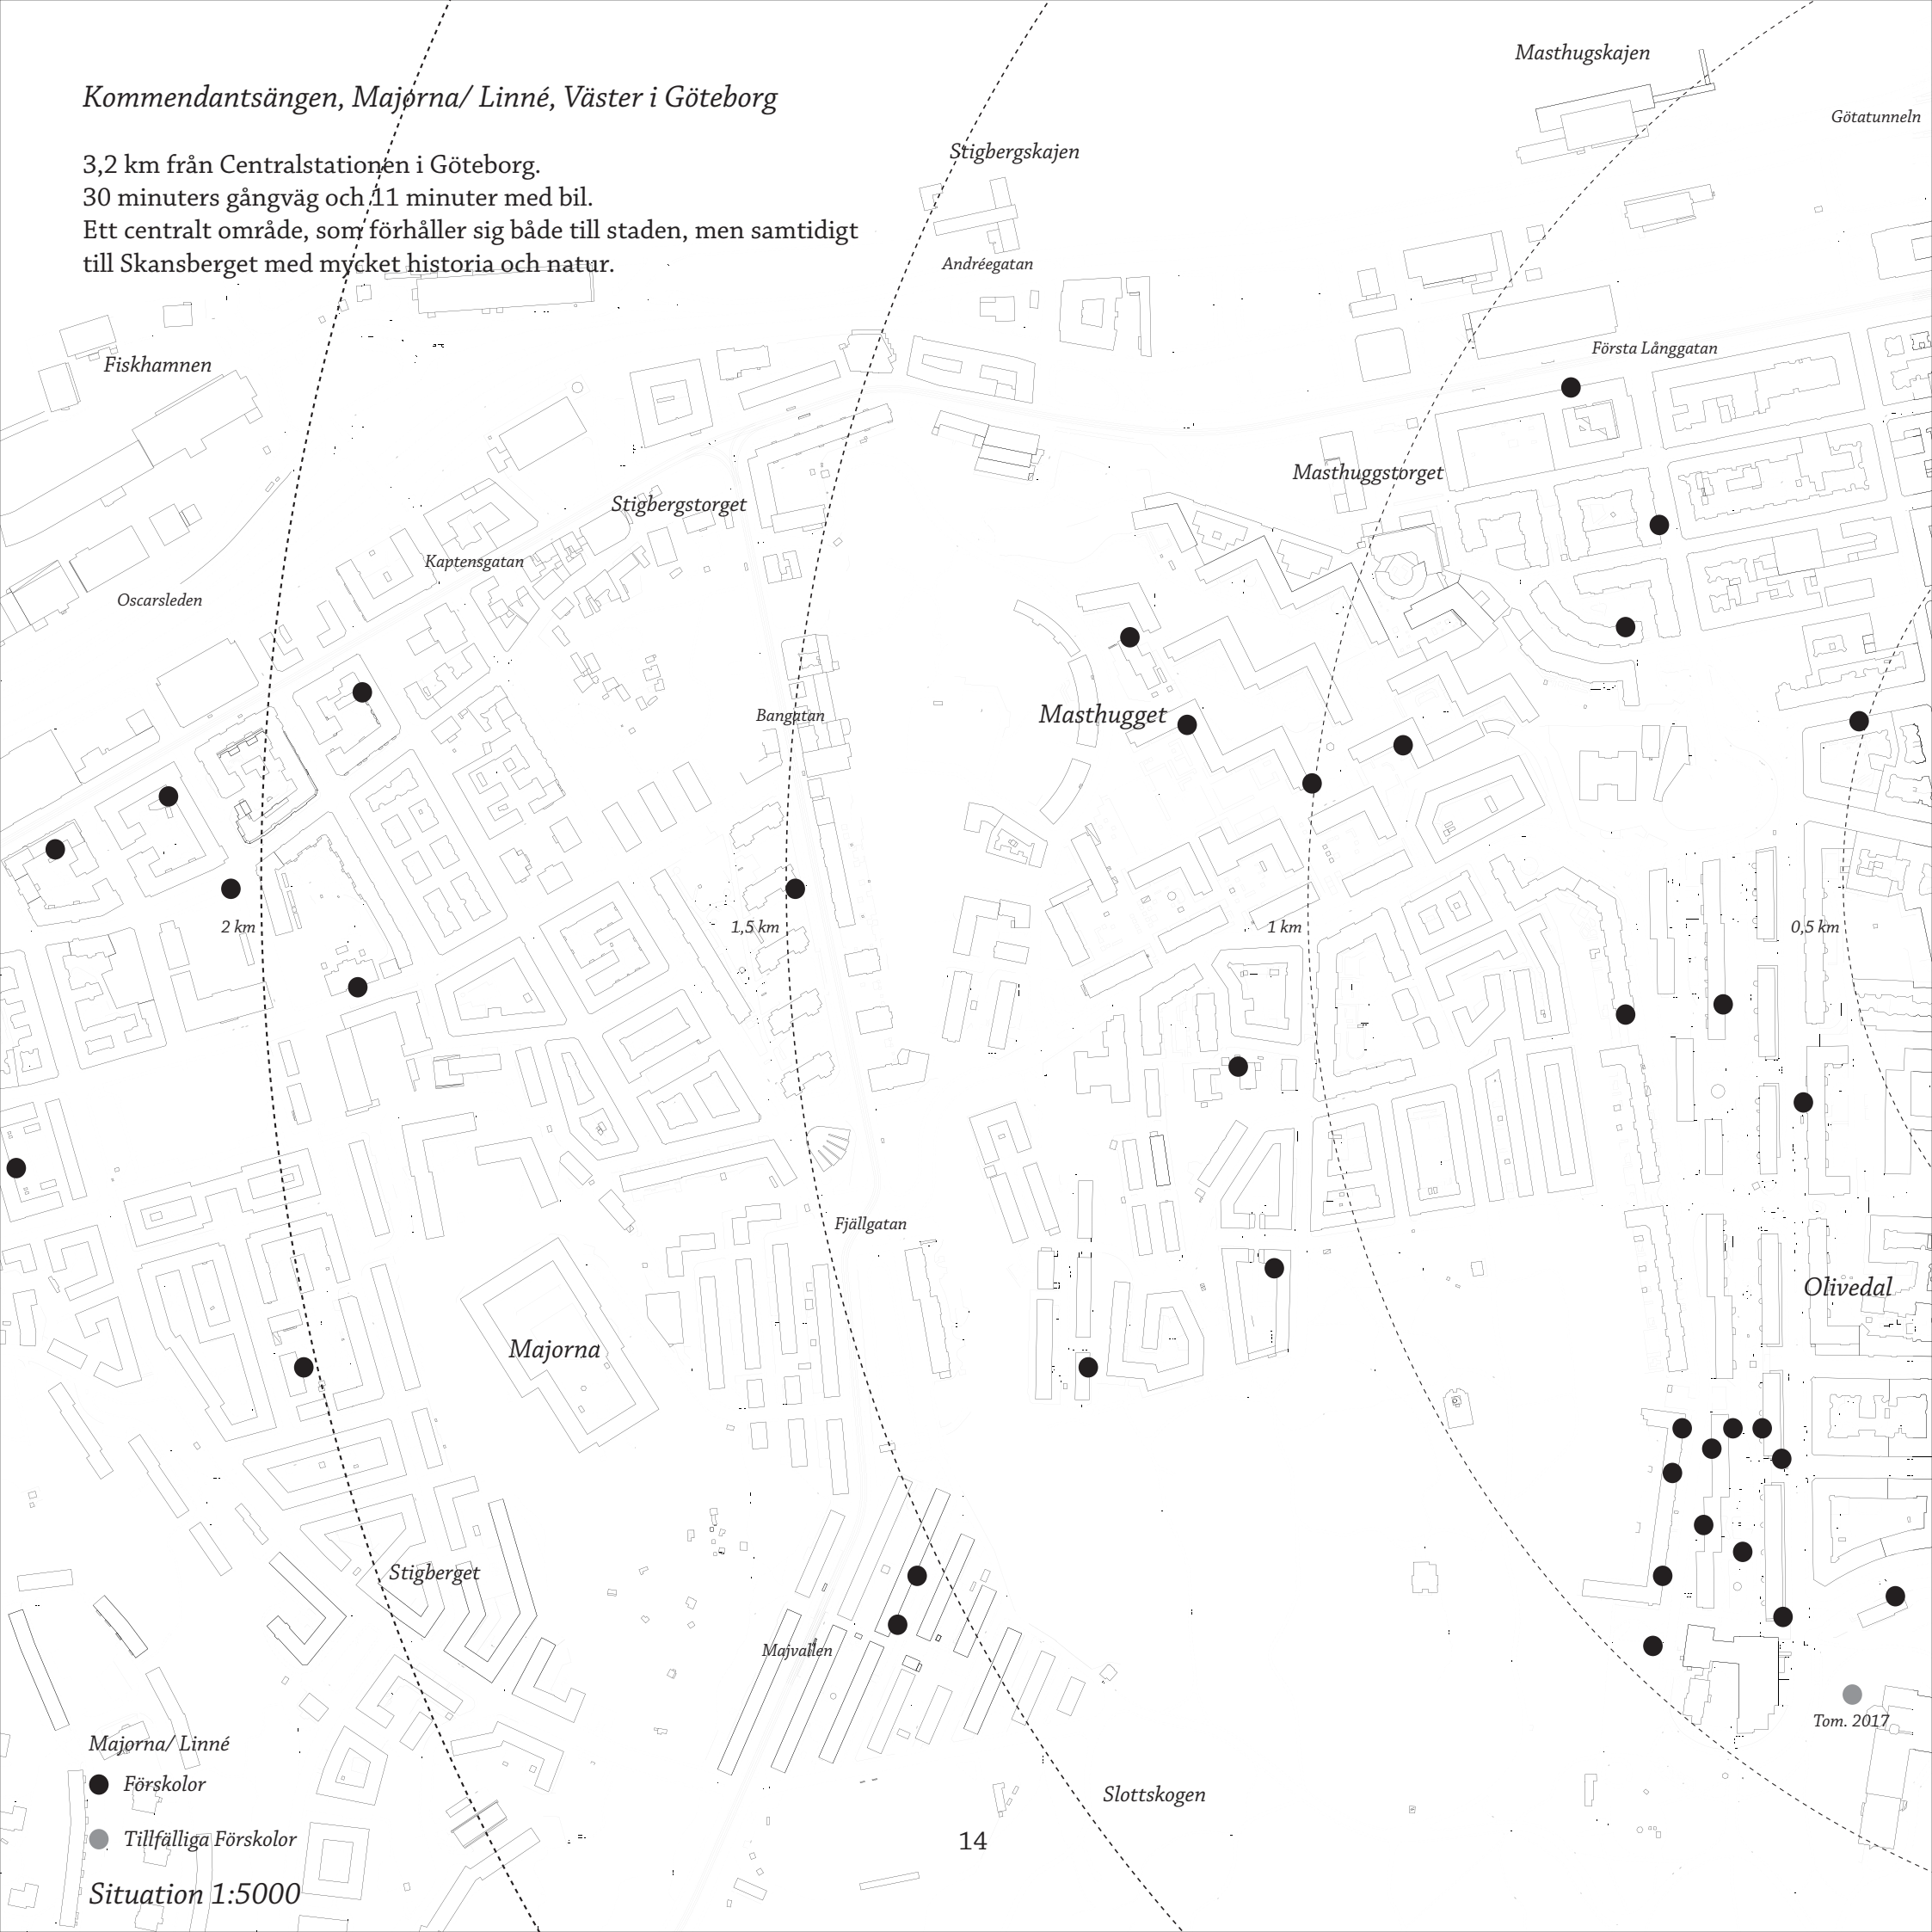 Kommendantsängen, Majorna/ Linné, Väster i Göteborg
3,2 km från Centralstationen i Göteborg.
30 minuters gångväg och 11 minuter med bil.
Ett centralt område, som förhåller sig både till staden, men samtidigt
till Skansberget med mycket historia och natur.
Masthugskajen
Götatunneln
Stigbergskajen
Andréegatan
Första Långgatan
Fiskhamnen
Masthuggstorget
Stigbergstorget
Kaptensgatan
Oscarsleden
Masthugget
Bangatan
2 km
1,5 km
1 km
0,5 km
Fjällgatan
Olivedal
Majorna
Stigberget
Majvallen
Tom. 2017
Slottskogen
Majorna/ Linné
Förskolor
Tillfälliga Förskolor
14
Situation 1:5000